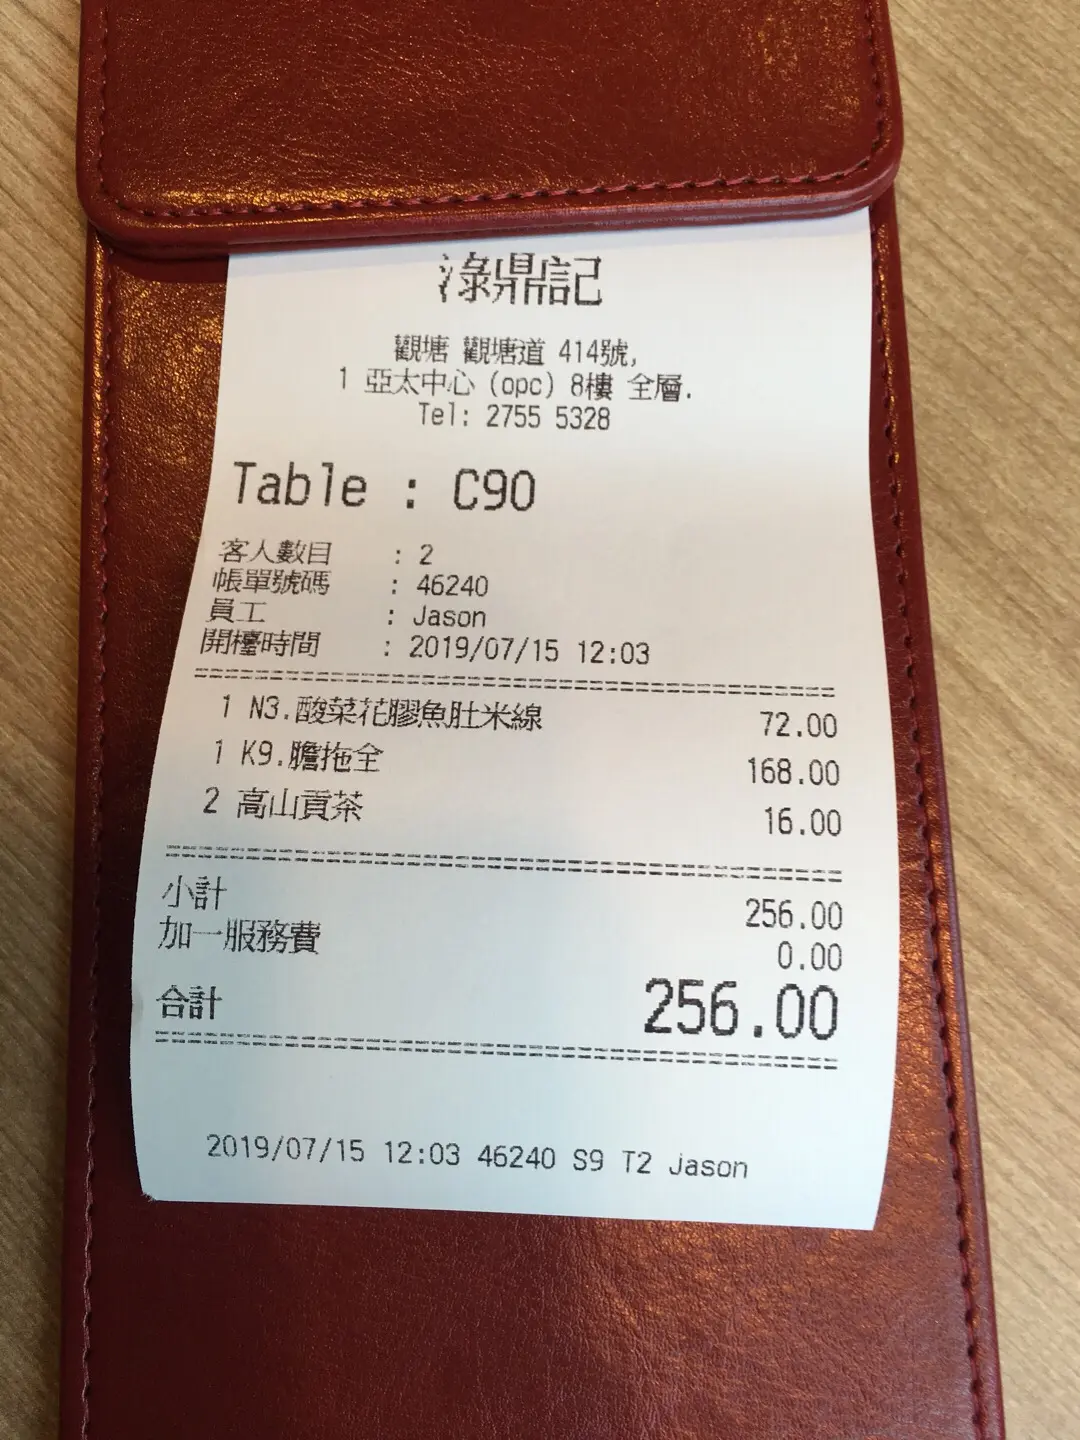 淥鼎記
觀塘 觀塘道 414號,
1 亞太中心 (opc) 8樓 全層.
Tel: 2755 5328
Table : C90
客人數目 : 2
帳單號碼 : 46240
員工 : Jason
開檯時間 : 2019/07/15 12:03
1 N3.酸菜花膠魚肚米線 72.00
1 K9.膽拖全 168.00
2 高山貢茶 16.00
小計 256.00
加一服務費 0.00
合計 256.00
2019/07/15 12:03 46240 S9 T2 Jason